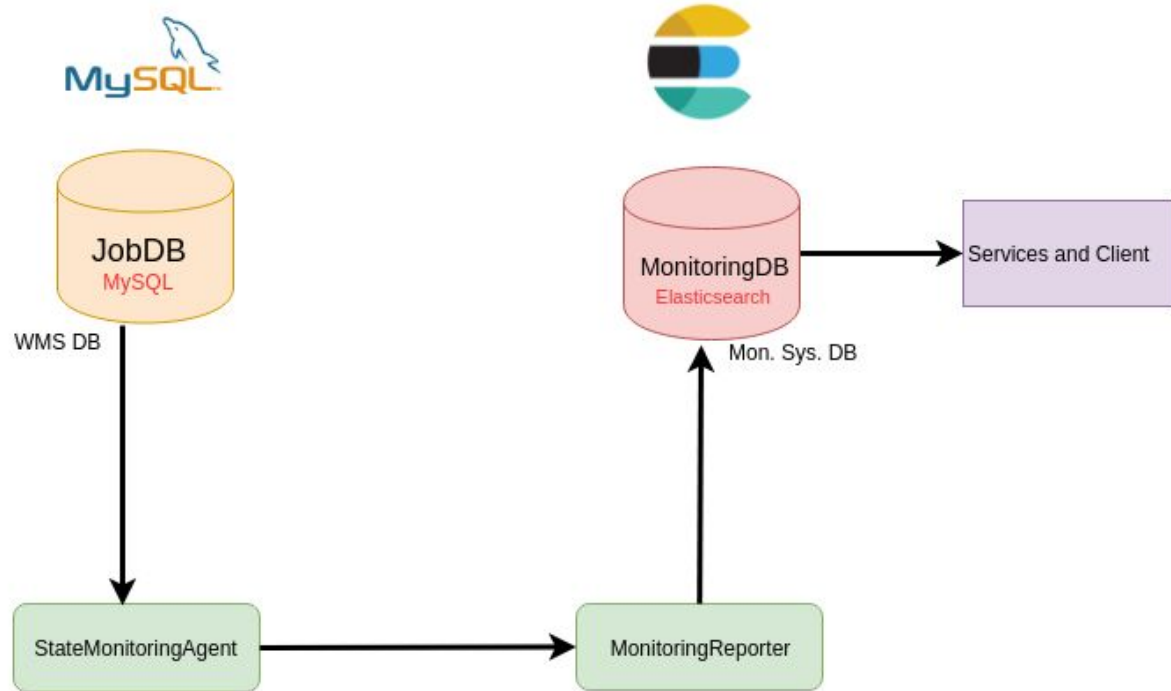 MySQL
JobDB
MySQL
WMS DB
MonitoringDB
Elasticsearch
Mon. Sys. DB
Services and Client
StateMonitoringAgent
MonitoringReporter